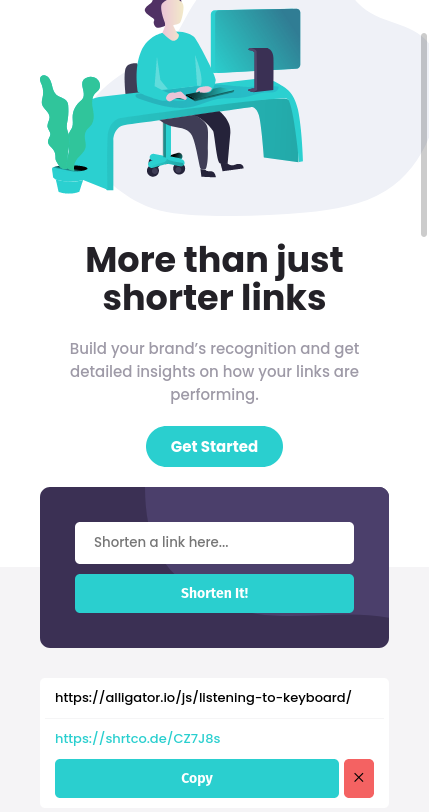 More than just
shorter links
Build your brand’s recognition and get
detailed insights on how your links are
performing.
Get Started
Shorten a link here...
Shorten It!
https://alligator.io/js/listening-to-keyboard/
https://shrtco.de/CZ7J8s
Copy